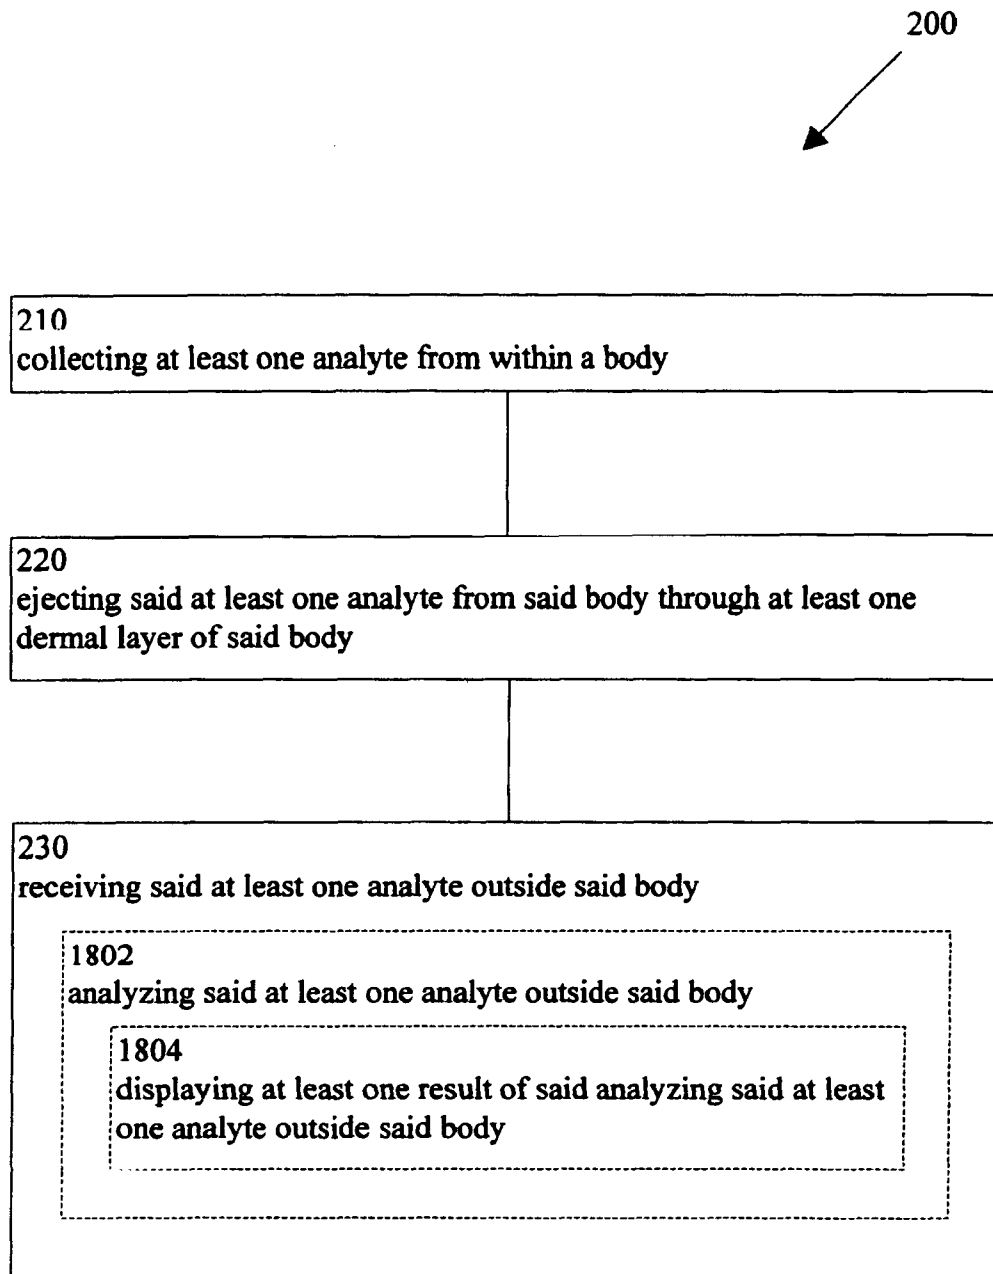 200
210
collecting at least one analyte from within a body
220
ejecting said at least one analyte from said body through at least one
dermal layer of said body
230
receiving said at least one analyte outside said body
1802
analyzing said at least one analyte outside said body
1804
displaying at least one result of said analyzing said at least
one analyte outside said body